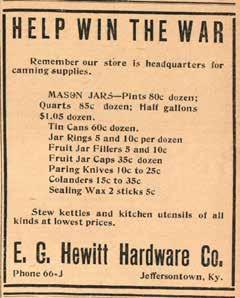 HELP WIN THE WAR
Remember our store is headquarters for
canning supplies.
MASON JARS—Pints 80c dozen;
Quarts 85c dozen; Half gallons
$1.05 dozen.
Tin Cans 60c dozen.
Jar Rings 5 and 10c per dozen
Fruit Jar Fillers 5 and 10c
Fruit Jar Caps 35c dozen
Paring Knives 10c to 25c
Colanders 15c to 35c
Sealing Wax 2 sticks 5c
Stew kettles and kitchen utensils of all
kinds at lowest prices.
E. C. Hewitt Hardware Co.
Phone 66-J Jeffersontown, Ky.